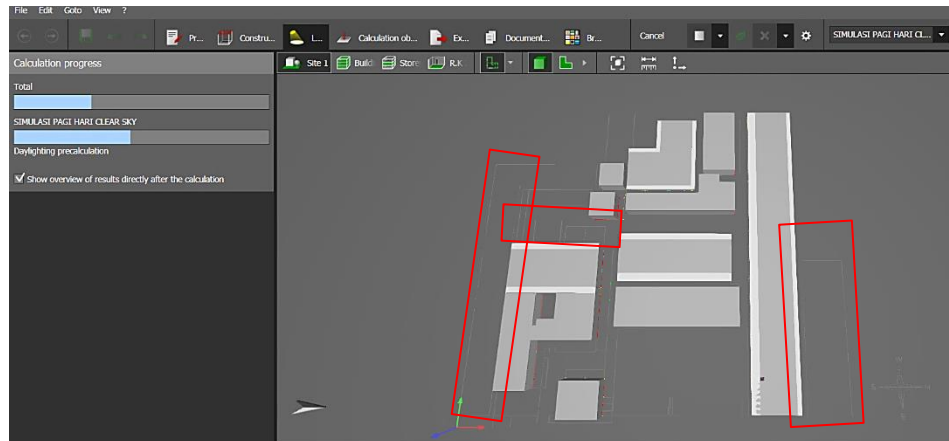 File Edit Goto View ?
Pr... Constru... L... Calculation ob... Ex... Document... Br... Cancel SIMULASI PAGI HARI CL...
Calculation progress
Site 1 Build Store R.K
Total
SIMULASI PAGI HARI CLEAR SKY
Daylighting precalculation
Show overview of results directly after the calculation